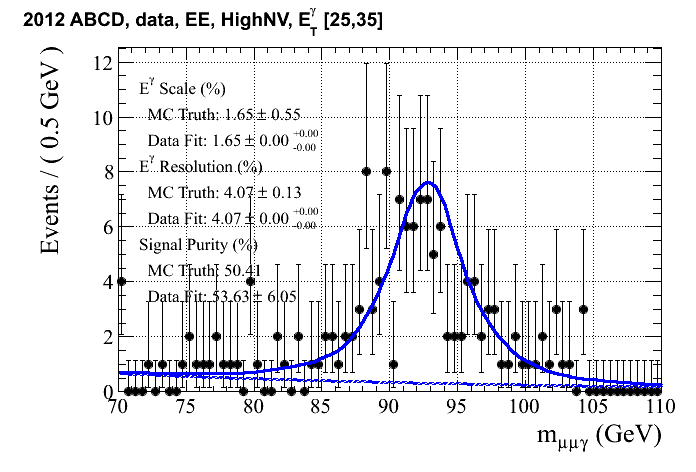 2012 ABCD, data, EE, HighNV, E_T^γ [25,35]
Events / ( 0.5 GeV )
12
10
8
6
4
2
0
E^γ Scale (%)
MC Truth: 1.65 ± 0.55
Data Fit: 1.65 ± 0.00 +0.00 -0.00
E^γ Resolution (%)
MC Truth: 4.07 ± 0.13
Data Fit: 4.07 ± 0.00 +0.00 -0.00
Signal Purity (%)
MC Truth: 50.41
Data Fit: 53.63 ± 6.05
70 75 80 85 90 95 100 105 110
m_μμγ (GeV)